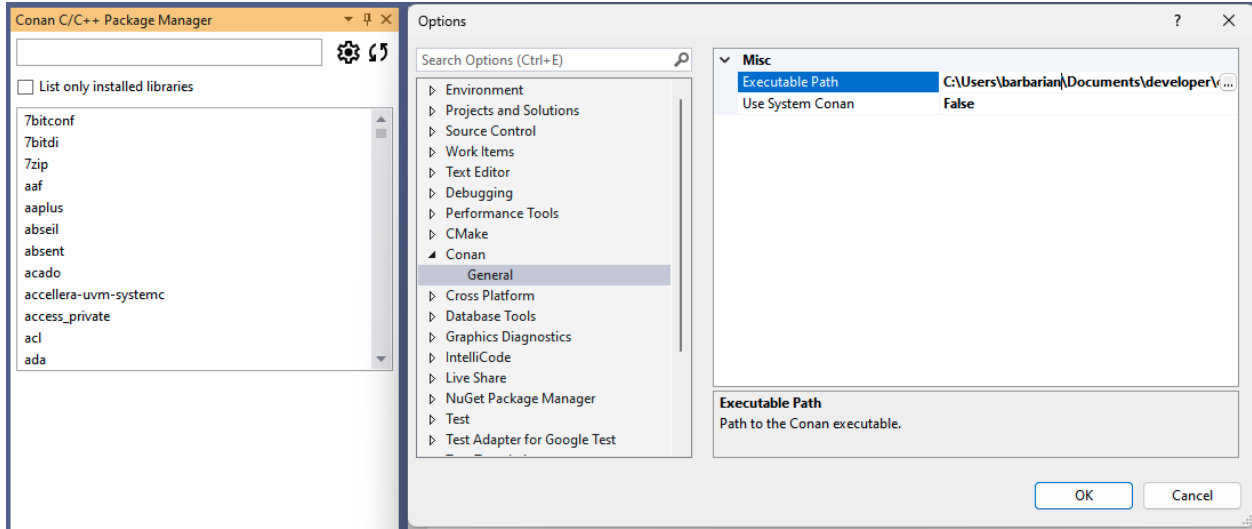 Conan C/C++ Package Manager
List only installed libraries
7bitconf
7bitdi
7zip
aaf
aaplus
abseil
absent
acado
accellera-uvm-systemc
access_private
acl
ada
Options
?
Search Options (Ctrl+E)
Environment
Projects and Solutions
Source Control
Work Items
Text Editor
Debugging
Performance Tools
CMake
Conan
General
Cross Platform
Database Tools
Graphics Diagnostics
IntelliCode
Live Share
NuGet Package Manager
Test
Test Adapter for Google Test
Misc
Executable Path C:\Users\barbarian\Documents\developer\ ...
Use System Conan False
Executable Path
Path to the Conan executable.
OK Cancel